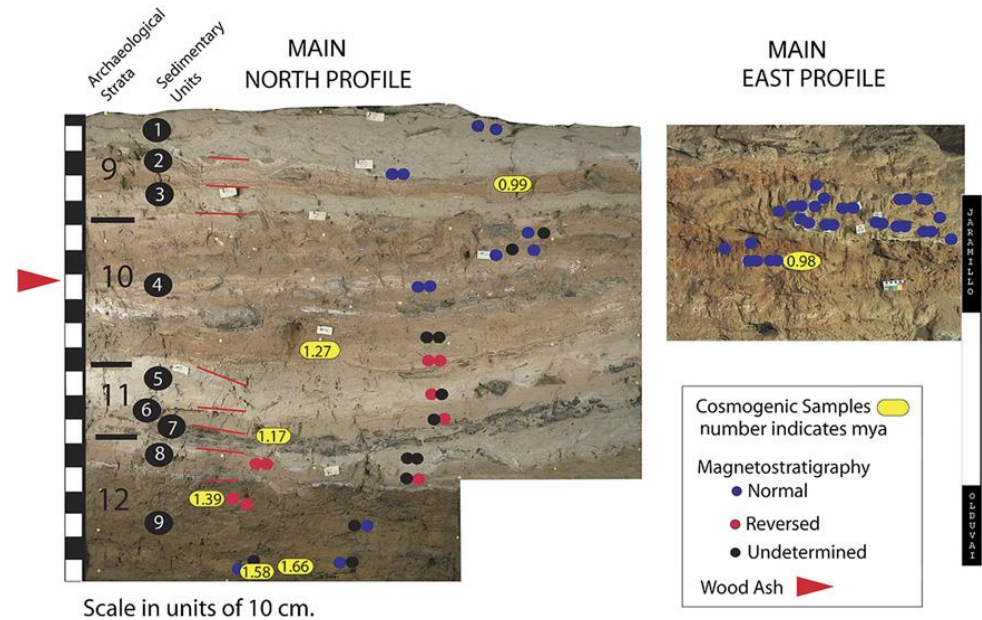 Archaeological
Strata
Sedimentary
Units
MAIN
NORTH PROFILE
MAIN
EAST PROFILE
1
2
9
3
0.99
10
4
1.27
5
11
6
7
1.17
8
12
1.39
9
1.58
1.66
0.98
JARAMILLO
OLDUVAI
Cosmogenic Samples
number indicates mya
Magnetostratigraphy
Normal
Reversed
Undetermined
Wood Ash
Scale in units of 10 cm.